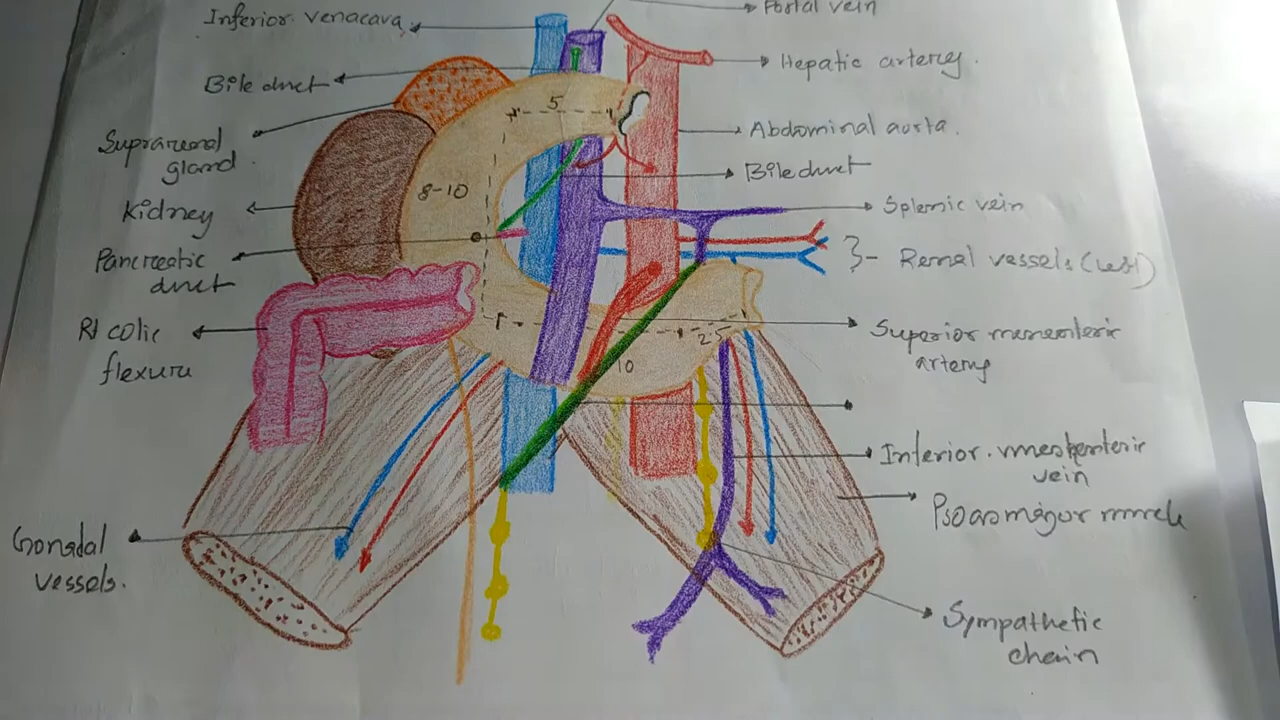 Inferior. venacava
Bile duct
Suprarenal
gland
Kidney
Pancreatic
duct
Rt colic
flexure
Gonadal
vessels.
Portal vein
Hepatic artery.
Abdominal aorta.
Bile duct
Splenic vein
}- Renal vessels (left)
Superior mesenteric
artery
Inferior. mesenteric
vein
Psoas major muscle
Sympathetic
chain
5
8-10
10
2.5